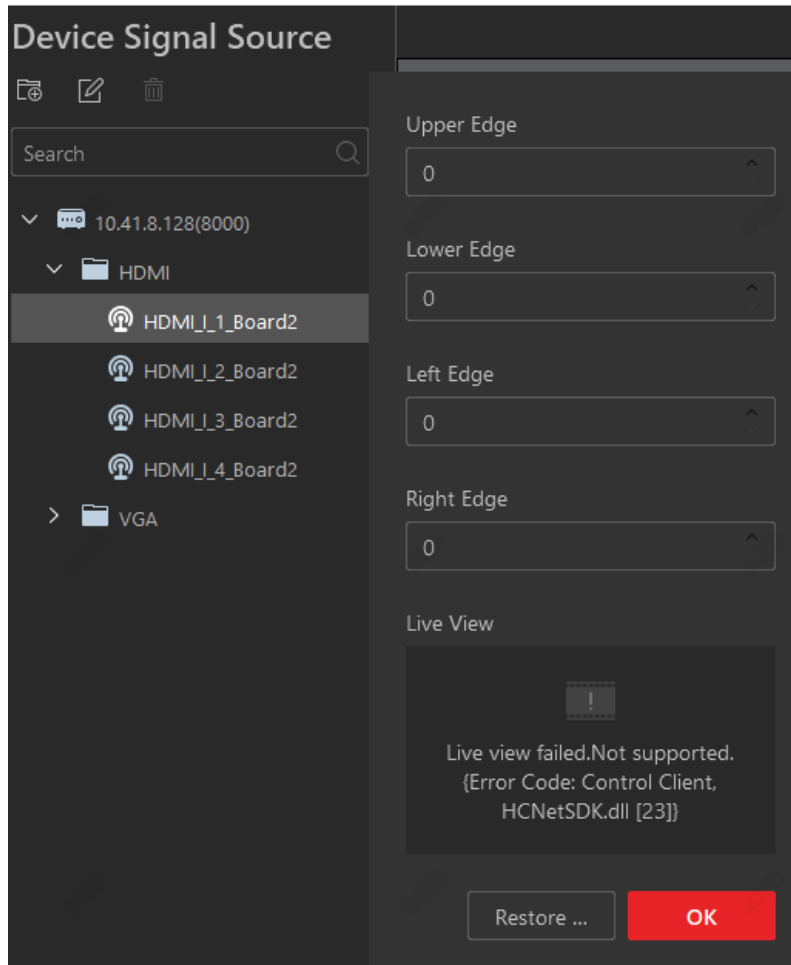 Device Signal Source
Search
10.41.8.128(8000)
HDMI
HDMI_I_1_Board2
HDMI_I_2_Board2
HDMI_I_3_Board2
HDMI_I_4_Board2
VGA
Upper Edge
0
Lower Edge
0
Left Edge
0
Right Edge
0
Live View
Live view failed.Not supported.
{Error Code: Control Client,
HCNetSDK.dll [23]}
Restore ...
OK